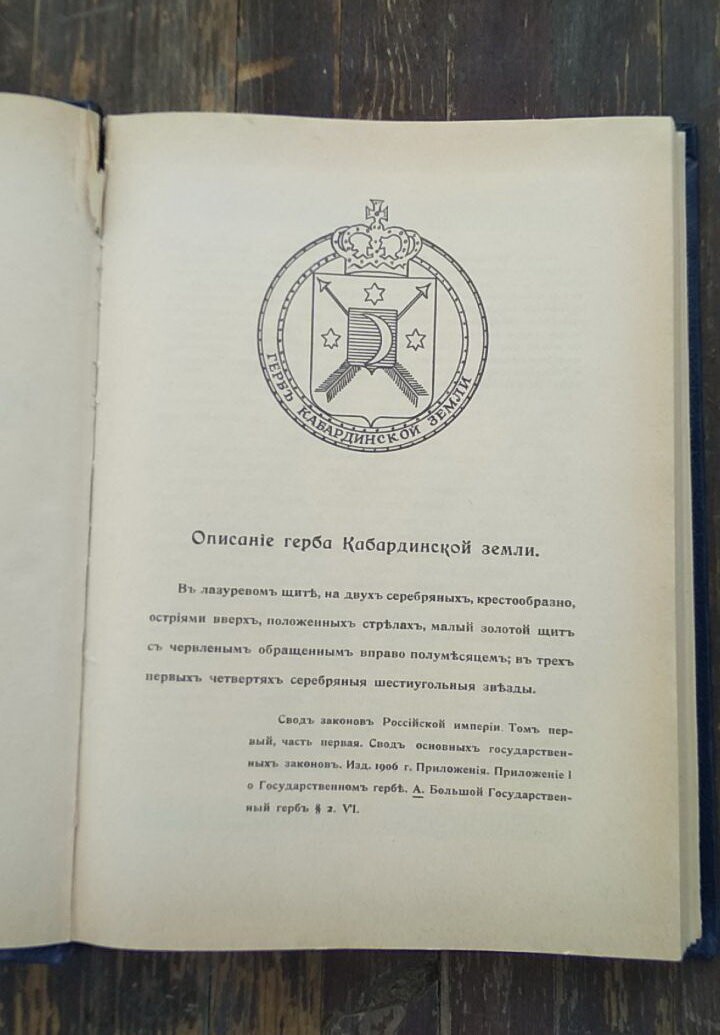 ГЕРБЪ КАБАРДИНСКОЙ ЗЕМЛИ
Описаніе герба Кабардинской земли.
Въ лазуревом щитѣ, на двухъ серебряныхъ, крестообразно,
остріями вверхъ, положенныхъ стрѣлахъ, малый золотой щитъ
съ червленымъ обращеннымъ вправо полумѣсяцемъ; въ трехъ
первыхъ четвертяхъ серебряныя шестиугольныя звѣзды.
Сводъ законовъ Россійской имперіи. Томъ пер-
вый, часть первая. Сводъ основныхъ государствен-
ныхъ законовъ. Изд. 1906 г. Приложенія. Приложеніе I
о Государственномъ гербѣ. А. Большой Государствен-
ный гербъ § 2. VI.